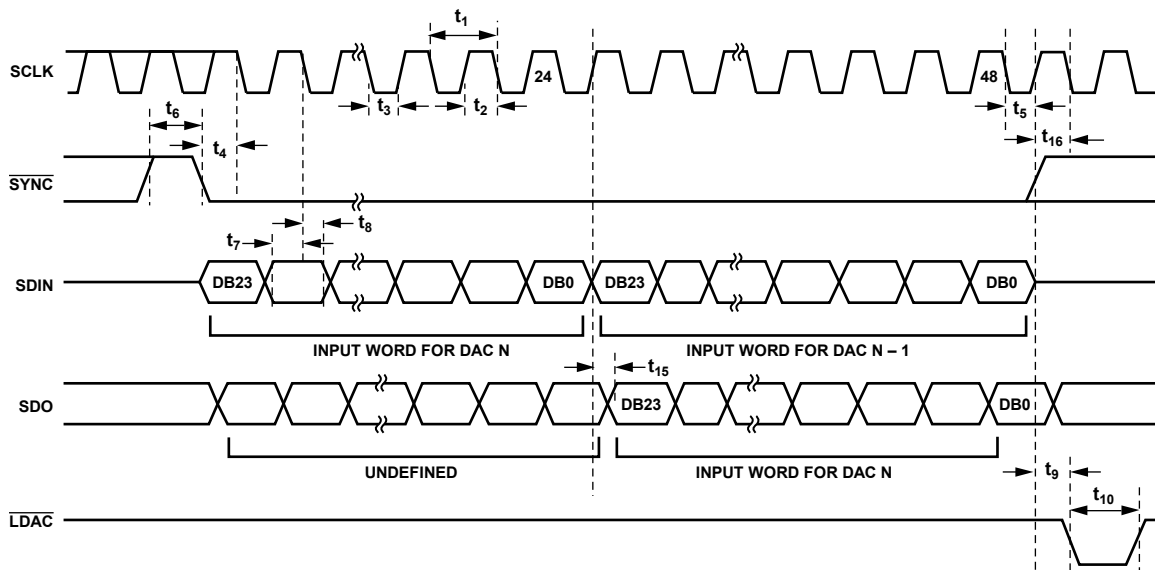 t1
SCLK
24
48
t3
t2
t5
t6
t4
t16
SYNC
t8
t7
SDIN
DB23
DB0
DB23
DB0
INPUT WORD FOR DAC N
INPUT WORD FOR DAC N – 1
t15
SDO
DB23
DB0
UNDEFINED
INPUT WORD FOR DAC N
t9
t10
LDAC